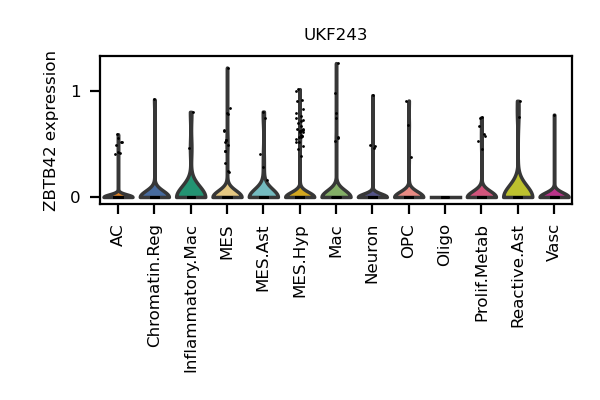 UKF243
ZBTB42 expression
1
0
AC
Chromatin.Reg
Inflammatory.Mac
MES
MES.Ast
MES.Hyp
Mac
Neuron
OPC
Oligo
Prolif.Metab
Reactive.Ast
Vasc